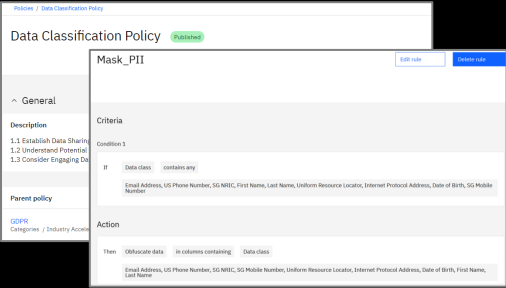 Policies / Data Classification Policy
Data Classification Policy Published
General
Description
1.1 Establish Data Sharing
1.2 Understand Potential
1.3 Consider Engaging Da
Parent policy
GDPR
Categories / Industry Accele
Mask_PII
Edit rule
Delete rule
Criteria
Condition 1
If Data class contains any
Email Address, US Phone Number, SG NRIC, First Name, Last Name, Uniform Resource Locator, Internet Protocol Address, Date of Birth, SG Mobile
Number
Action
Then Obfuscate data in columns containing Data class
Email Address, US Phone Number, SG NRIC, SG Mobile Number, Uniform Resource Locator, Internet Protocol Address, Date of Birth, First Name,
Last Name